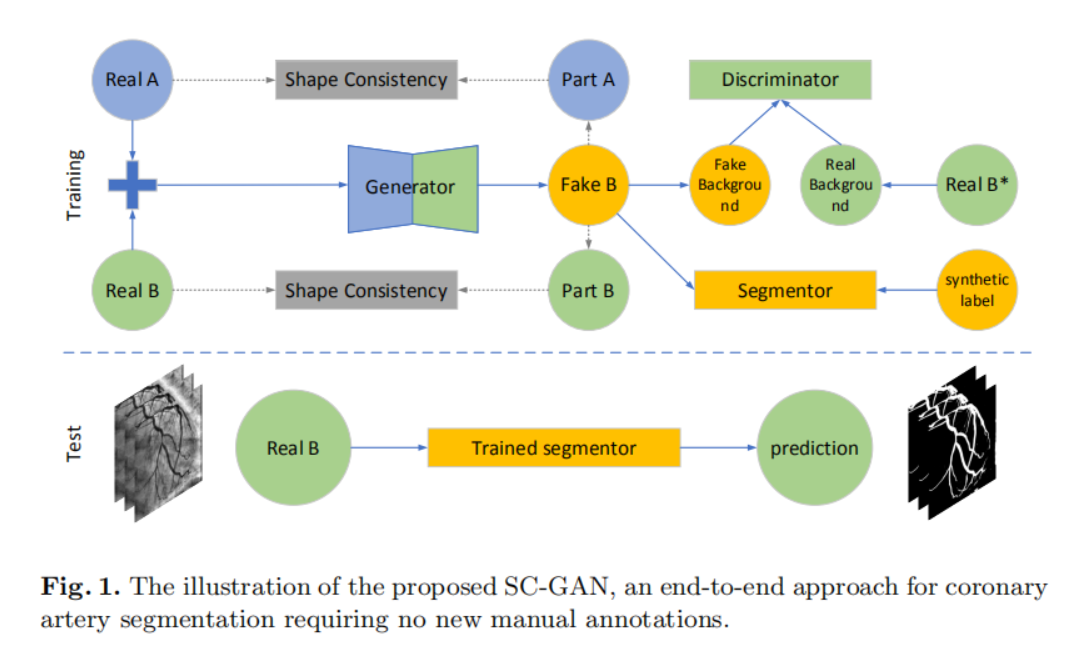 Real A
Shape Consistency
Part A
Discriminator
Training
Generator
Fake B
Fake
Backgrou
nd
Real
Backgrou
nd
Real B*
Real B
Shape Consistency
Part B
Segmentor
synthetic
label
Test
Real B
Trained segmentor
prediction
Fig. 1. The illustration of the proposed SC-GAN, an end-to-end approach for coronary
artery segmentation requiring no new manual annotations.